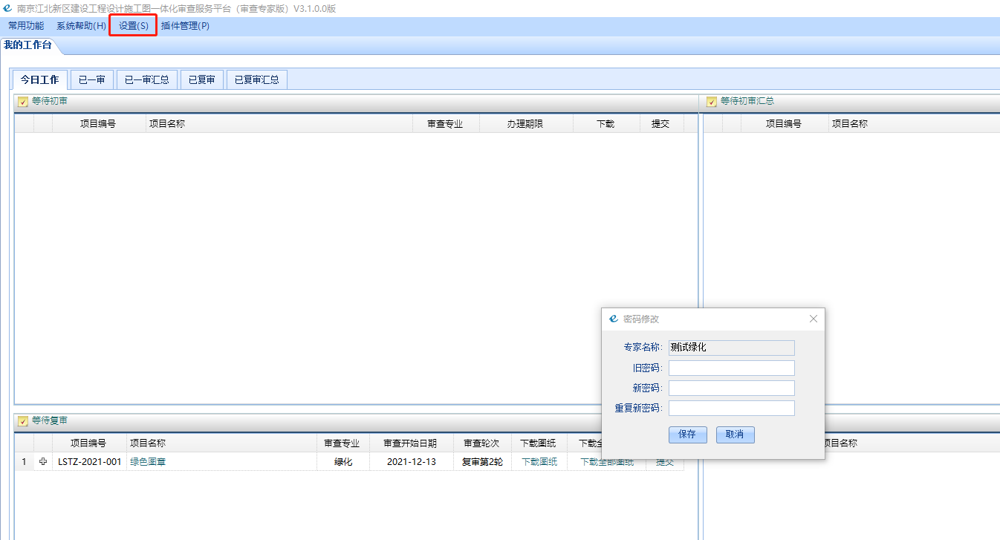 南京江北新区建设工程设计施工图一体化审查服务平台（审查专家版）V3.1.0.0版
常用功能 系统帮助(H) 设置(S) 插件管理(P)
我的工作台
今日工作 已一审 已一审汇总 已复审 已复审汇总
等待初审
项目编号 项目名称 审查专业 办理期限 下载 提交
等待初审汇总
项目编号 项目名称
密码修改
专家名称: 测试绿化
旧密码:
新密码:
重复新密码:
保存 取消
等待复审
项目编号 项目名称 审查专业 审查开始日期 审查轮次 下载图纸 下载全
1 LSTZ-2021-001 绿色图章 绿化 2021-12-13 复审第2轮 下载图纸 下载全部图纸 提交
项目名称